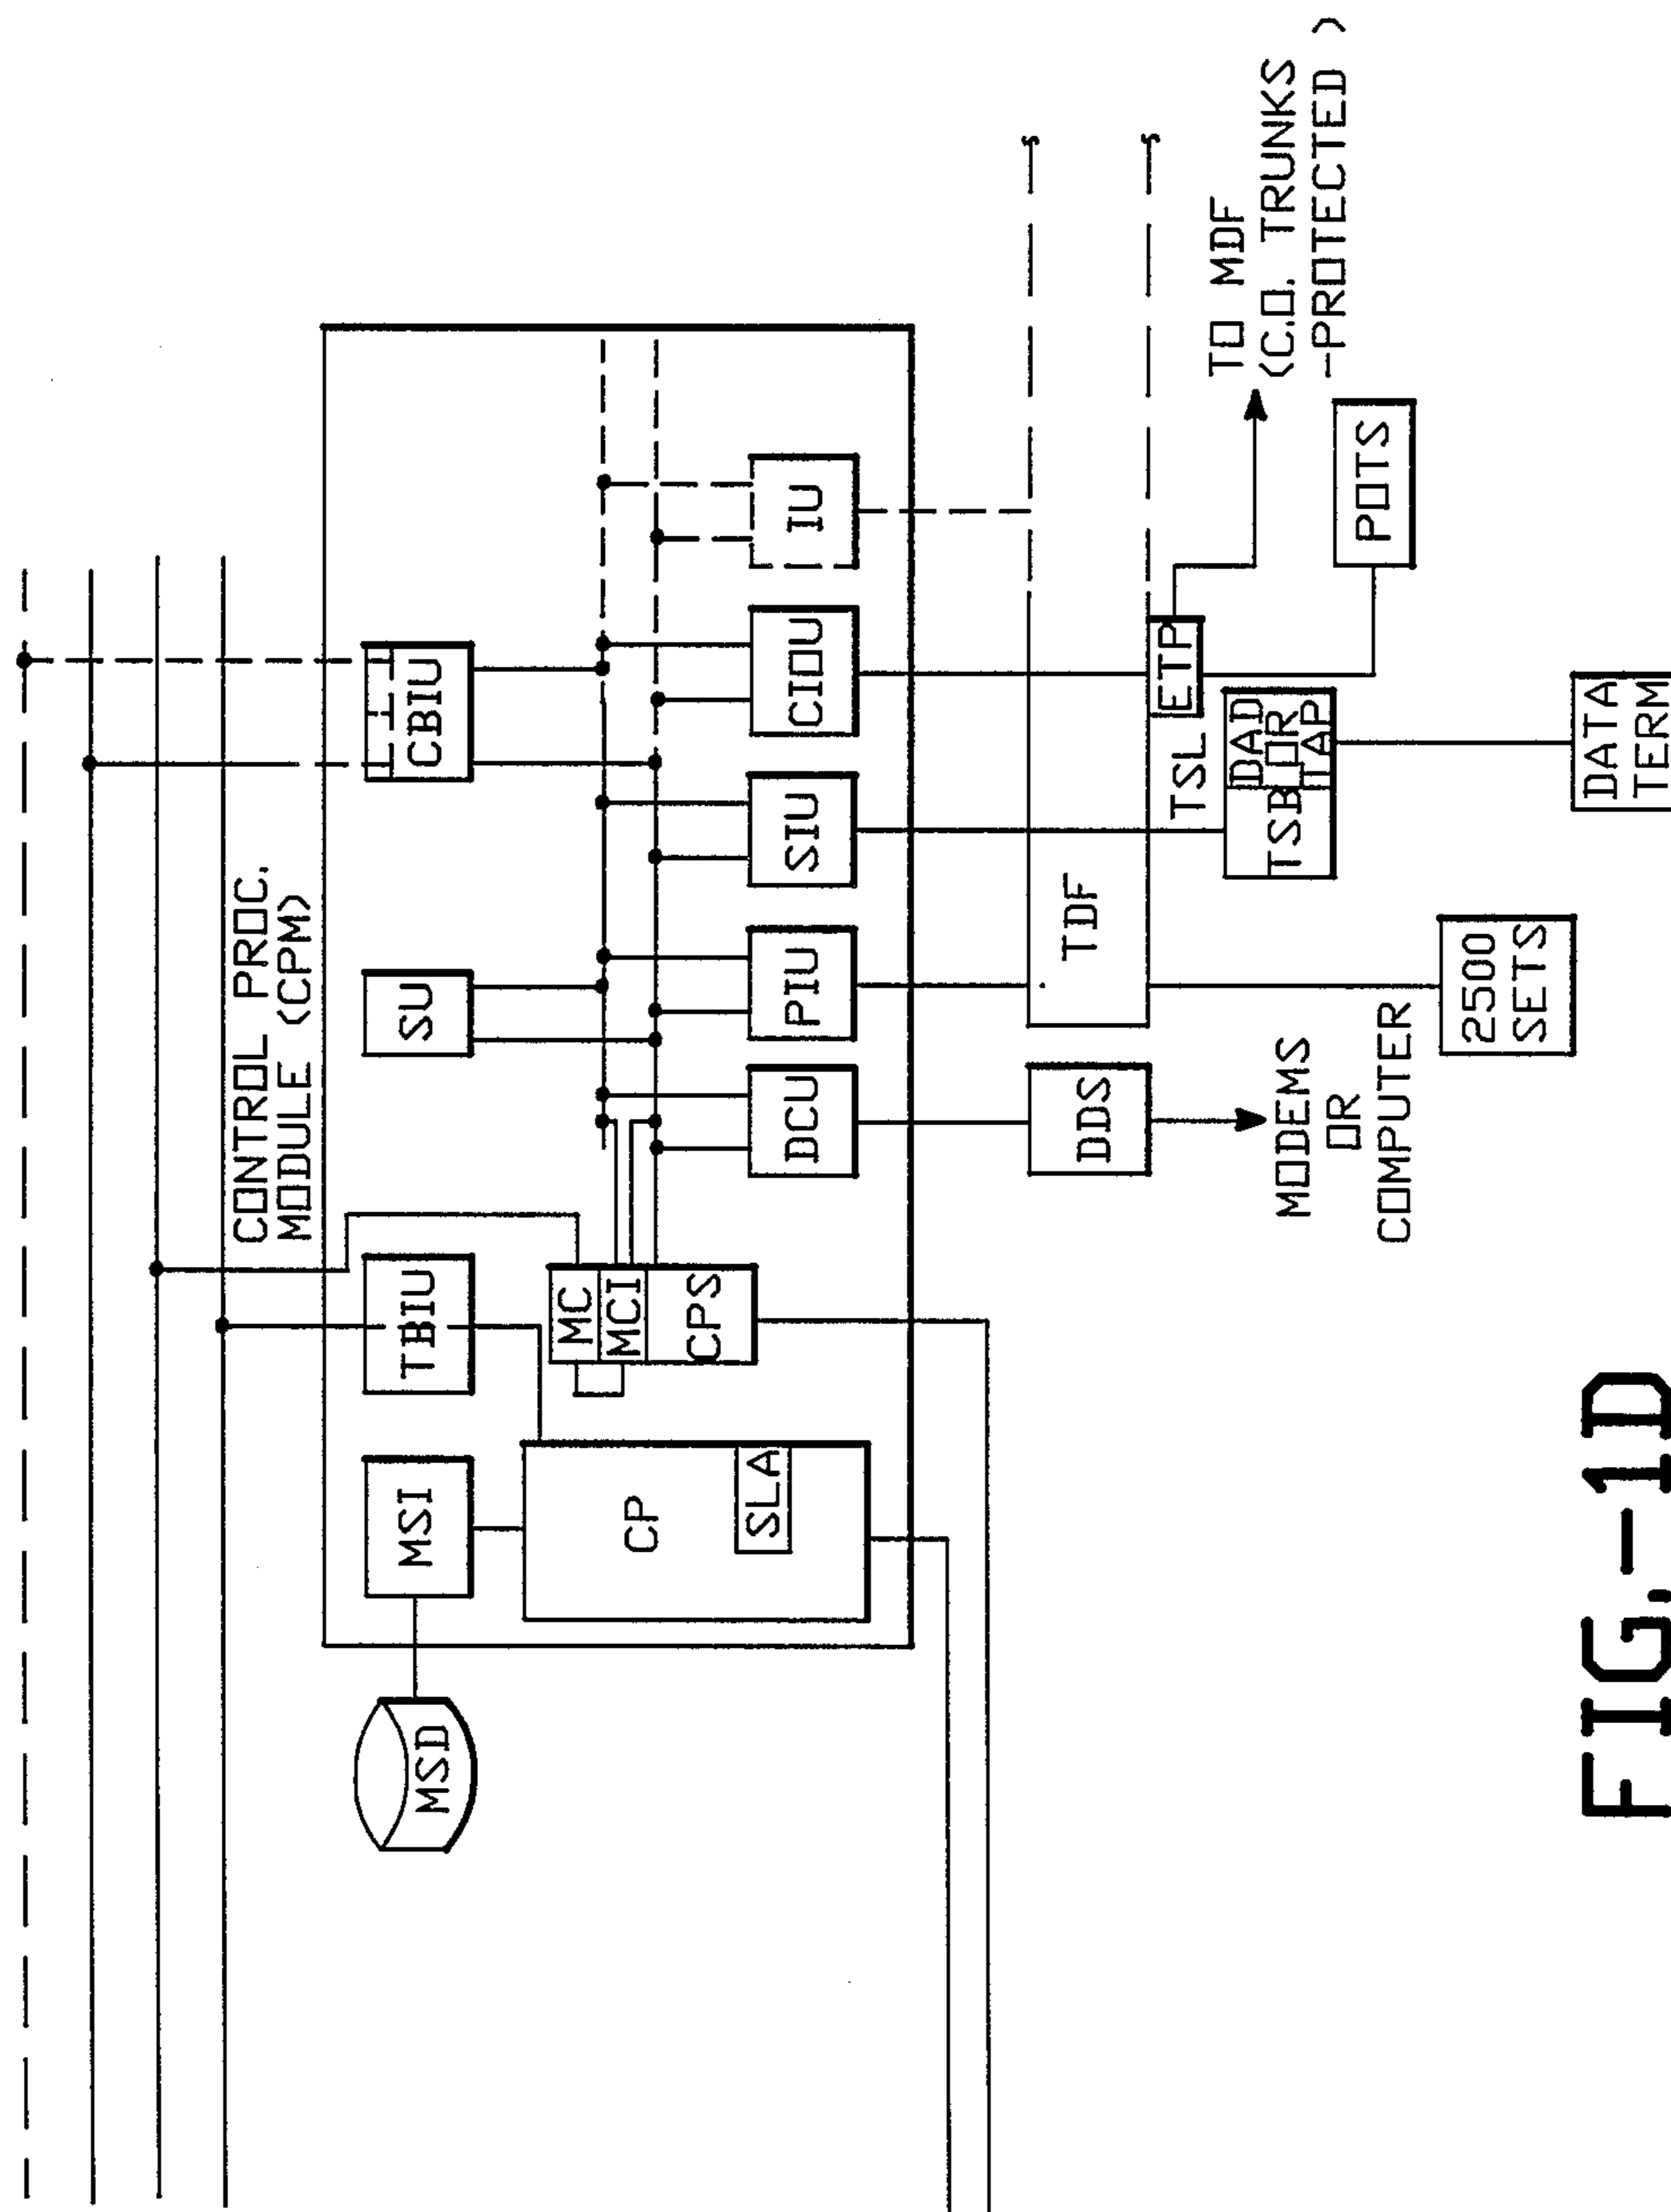 CONTROL PROC.
MODULE (CPM)
MSD
MSI
TBIU
SU
CBIU
CP
SLA
MC
MCI
CPS
DCU
PIU
SIU
CIOU
IU
DDS
TDF
TSL
ETP
TO MDF
(C.O. TRUNKS
-PROTECTED )
MODEMS
OR
COMPUTER
TSB
DAD
OR
TAP
POTS
2500
SETS
DATA
TERM
FIG.-1D